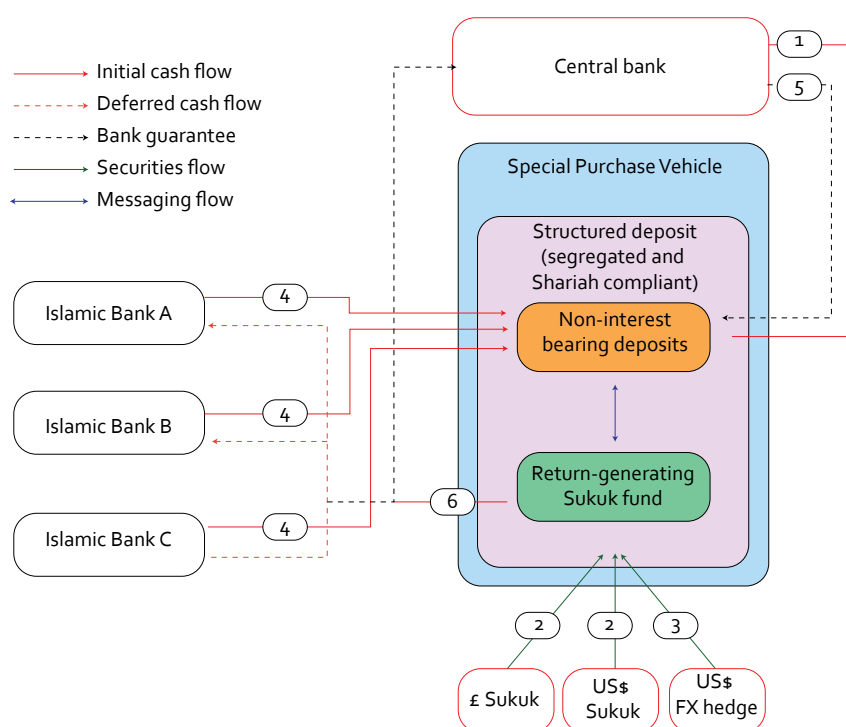 Initial cash flow
Deferred cash flow
Bank guarantee
Securities flow
Messaging flow
Central bank
1
5
Special Purchase Vehicle
Structured deposit
(segregated and
Shariah compliant)
Non-interest
bearing deposits
Return-generating
Sukuk fund
Islamic Bank A
4
Islamic Bank B
4
Islamic Bank C
4
6
2
2
3
£ Sukuk
US$
Sukuk
US$
FX hedge